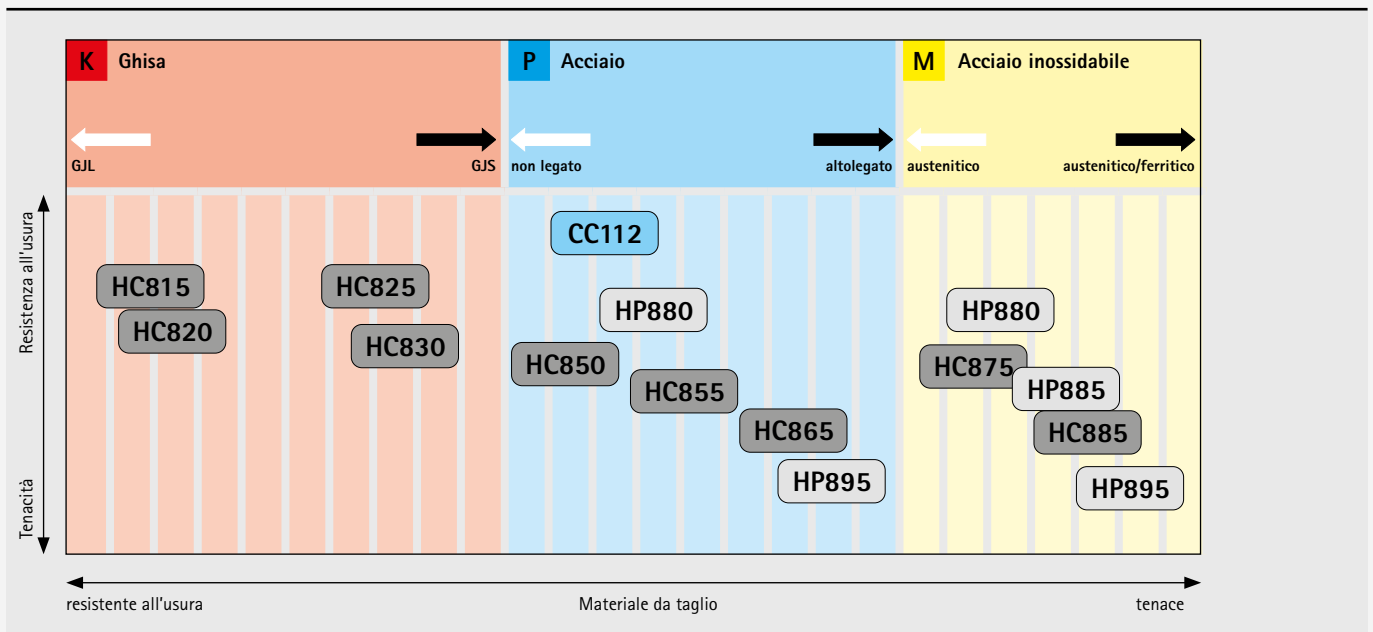 K Ghisa
P Acciaio
M Acciaio inossidabile
GJL
GJS
non legato
altolegato
austenitico
austenitico/ferritico
Resistenza all'usura
Tenacità
CC112
HC815
HC825
HP880
HP880
HC820
HC830
HC850
HC875
HC855
HP885
HC865
HC885
HP895
HP895
resistente all'usura
Materiale da taglio
tenace